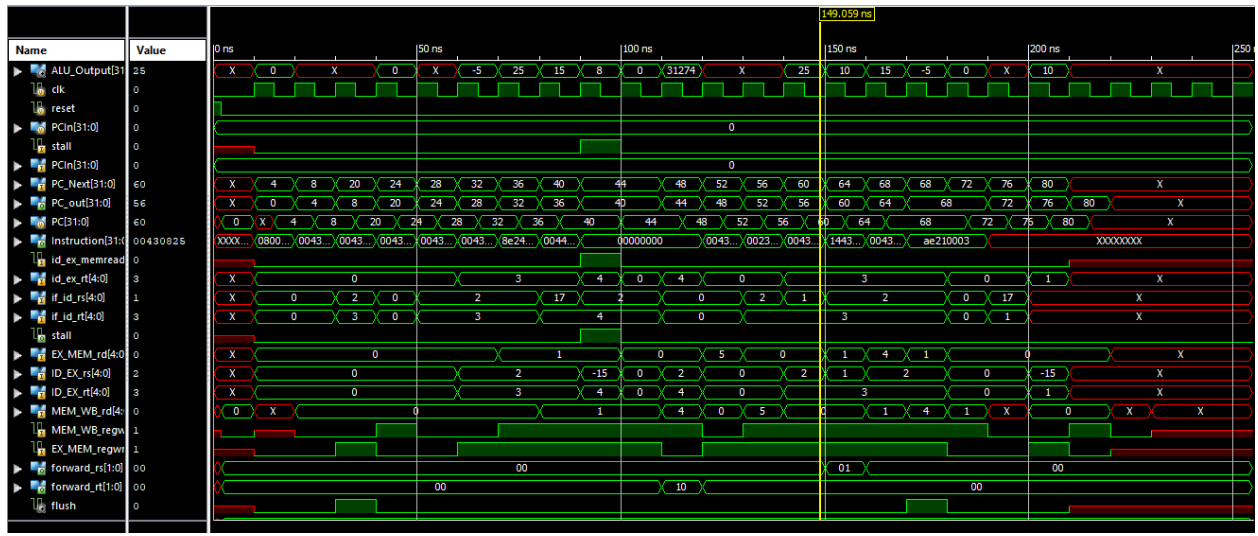 149.059 ns
Name Value 0 ns 50 ns 100 ns 150 ns 200 ns 250
ALU_Output[31 25 X 0 X 0 X -5 25 15 8 0 31274 X 25 10 15 -5 0 X 10 X
clk 0
reset 0
PCIn[31:0] 0 0
stall 0
PCIn[31:0] 0 0
PC_Next[31:0] 60 X 4 8 20 24 28 32 36 40 44 48 52 56 60 64 68 68 72 76 80 X
PC_out[31:0] 56 X 0 4 8 20 24 28 32 36 40 44 48 52 56 60 64 68 72 76 80 X
PC[31:0] 60 0 X 4 8 20 24 28 32 36 40 44 48 52 56 60 64 68 72 76 80 X
Instruction[31:( 00430825 XXXX... 0800... 0043... 0043... 0043... 0043... 0043... 8e24... 0044... 00000000 0043... 0023... 0043... 1443... 0043... ae210003 XXXXXXXX
id_ex_memread 0
id_ex_rt[4:0] 3 X 0 3 4 0 4 0 3 0 1 X
if_id_rs[4:0] 1 X 0 2 0 2 17 2 0 2 1 2 0 17 X
if_id_rt[4:0] 3 X 0 3 0 3 4 0 3 0 1 X
stall 0
EX_MEM_rd[4:0 0 X 0 1 0 5 0 1 4 1 0 X
ID_EX_rs[4:0] 2 X 0 2 -15 0 2 0 2 1 2 0 -15 X
ID_EX_rt[4:0] 3 X 0 3 4 0 4 0 3 0 1 X
MEM_WB_rd[4: 0 0 X 0 1 4 0 5 0 1 4 1 X 0 X X
MEM_WB_regw 1
EX_MEM_regwr 1
forward_rs[1:0] 00 00 01 00
forward_rt[1:0] 00 00 10 00
flush 0